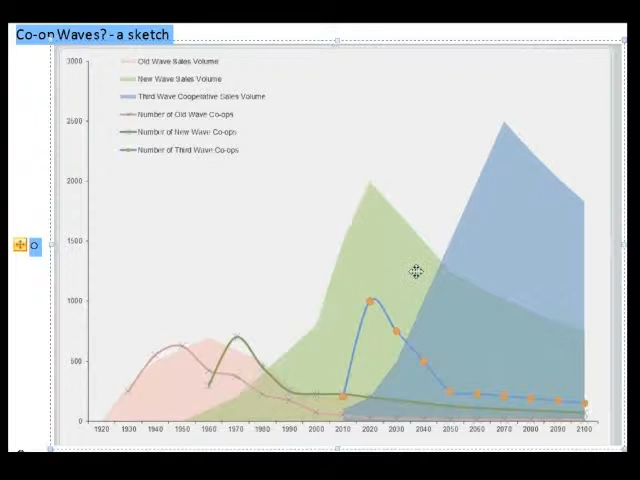 Co-op Waves? - a sketch
3000
Old Wave Sales Volume
New Wave Sales Volume
Third Wave Cooperative Sales Volume
2500
Number of Old Wave Co-ops
Number of New Wave Co-ops
Number of Third Wave Co-ops
2000
1500
1000
500
0
1920 1930 1940 1950 1960 1970 1980 1990 2000 2010 2020 2030 2040 2050 2060 2070 2080 2090 2100